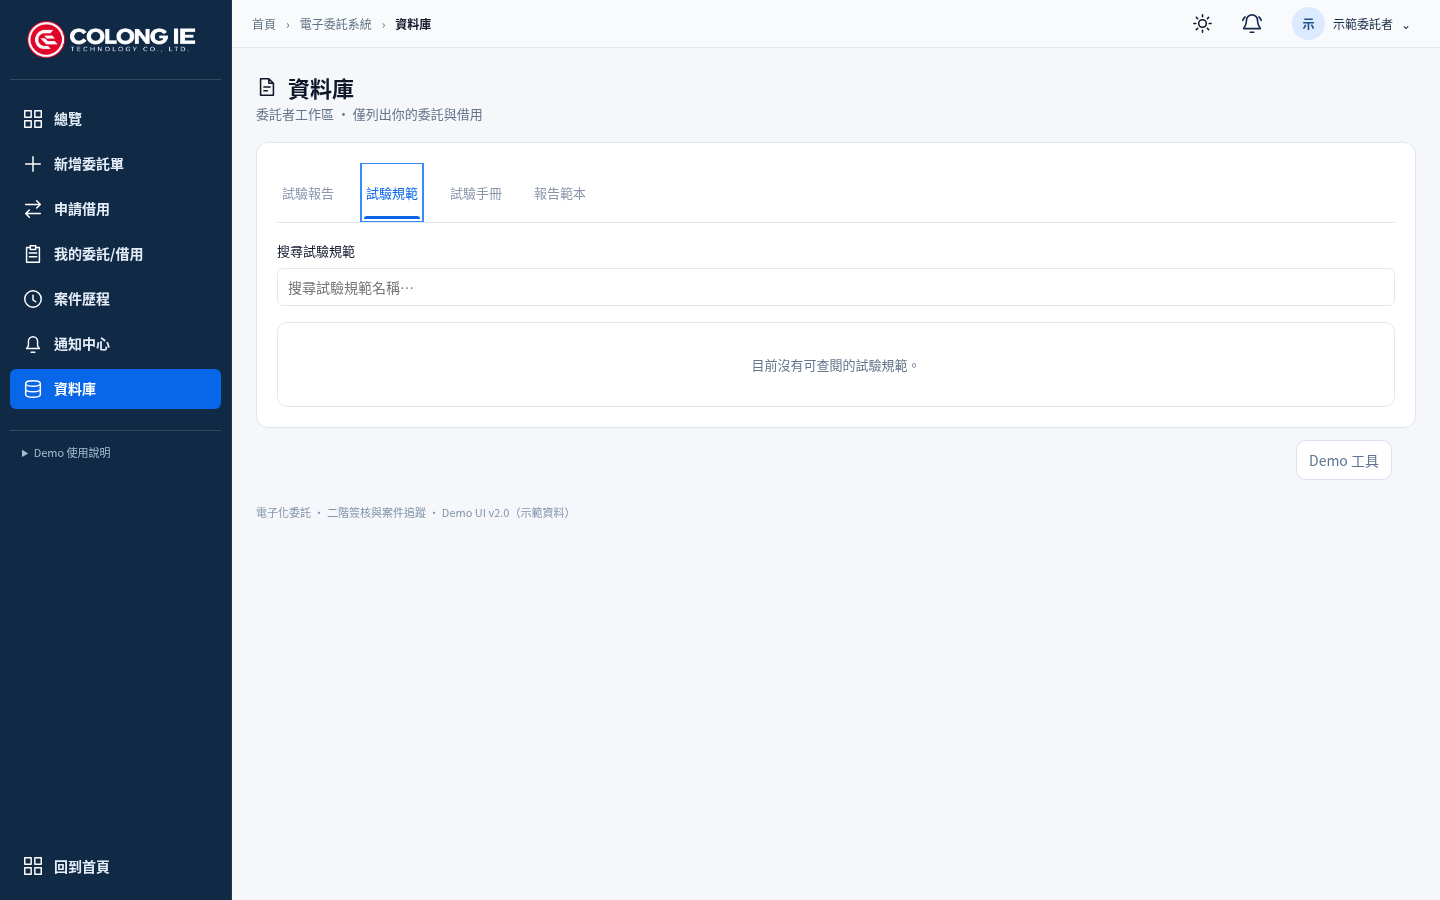 COLONG IE
TECHNOLOGY CO., LTD.
總覽
新增委託單
申請借用
我的委託/借用
案件歷程
通知中心
資料庫
Demo 使用說明
回到首頁
首頁 › 電子委託系統 › 資料庫
示 示範委託者
資料庫
委託者工作區 • 僅列出你的委託與借用
試驗報告 試驗規範 試驗手冊 報告範本
搜尋試驗規範
搜尋試驗規範名稱…
目前沒有可查閱的試驗規範。
Demo 工具
電子化委託 • 二階簽核與案件追蹤 • Demo UI v2.0（示範資料）